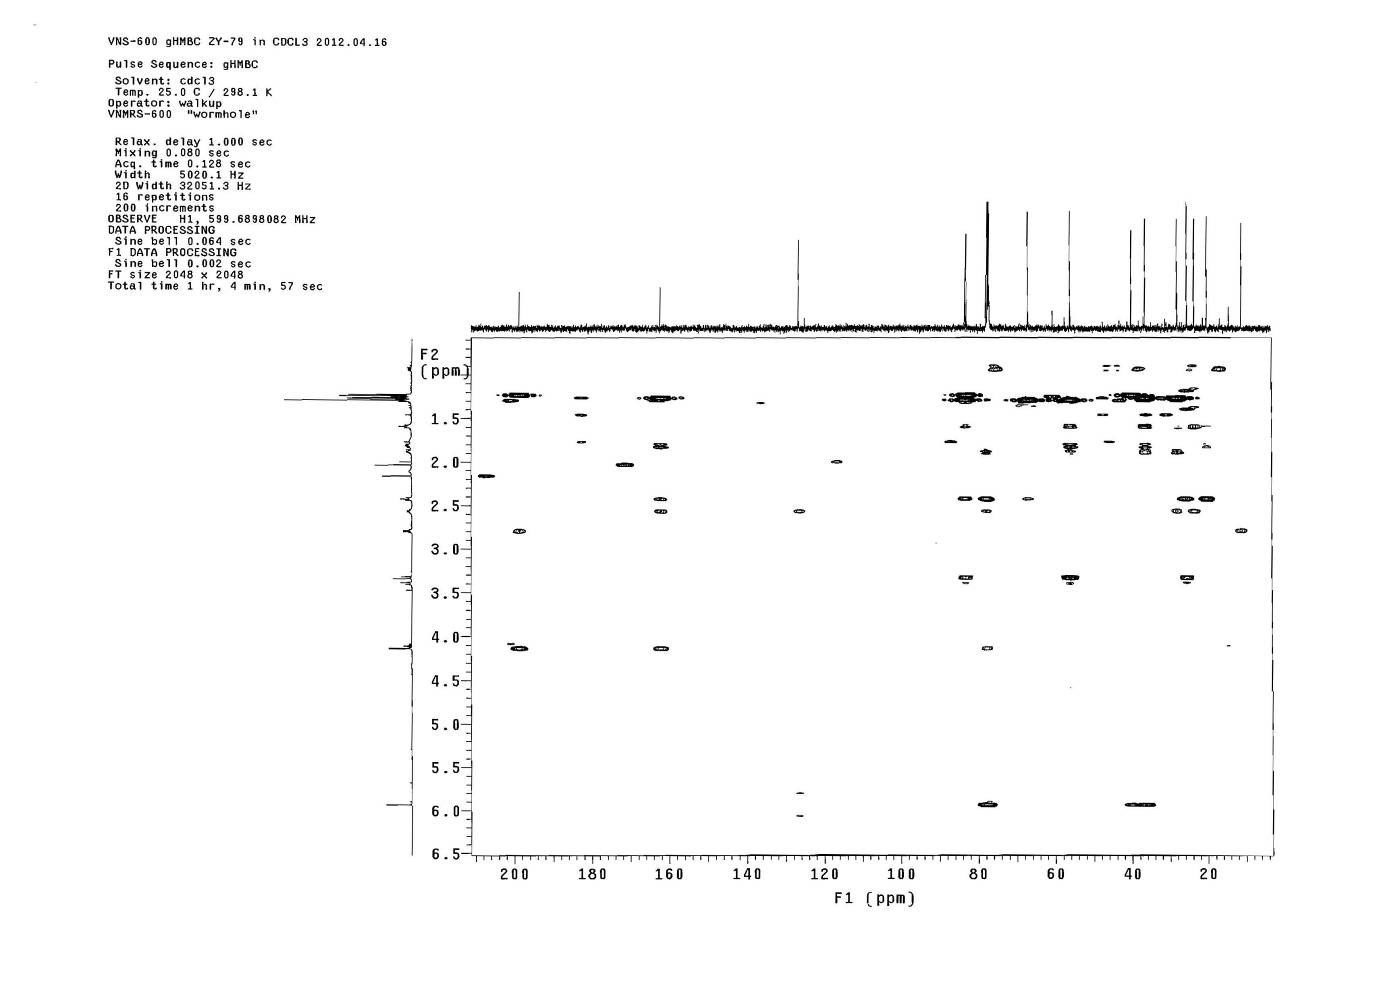 VNS-600 gHMBC ZY-79 in CDCL3 2012.04.16
Pulse Sequence: gHMBC
Solvent: cdcl3
Temp. 25.0 C / 298.1 K
Operator: walkup
VNMRS-600 "wormhole"
Relax. delay 1.000 sec
Mixing 0.080 sec
Acq. time 0.128 sec
Width 5020.1 Hz
2D Width 32051.3 Hz
16 repetitions
200 increments
OBSERVE H1, 599.6898082 MHz
DATA PROCESSING
Sine bell 0.064 sec
F1 DATA PROCESSING
Sine bell 0.002 sec
FT size 2048 x 2048
Total time 1 hr, 4 min, 57 sec
F2
(ppm)
1.5
2.0
2.5
3.0
3.5
4.0
4.5
5.0
5.5
6.0
6.5
200 180 160 140 120 100 80 60 40 20
F1 (ppm)